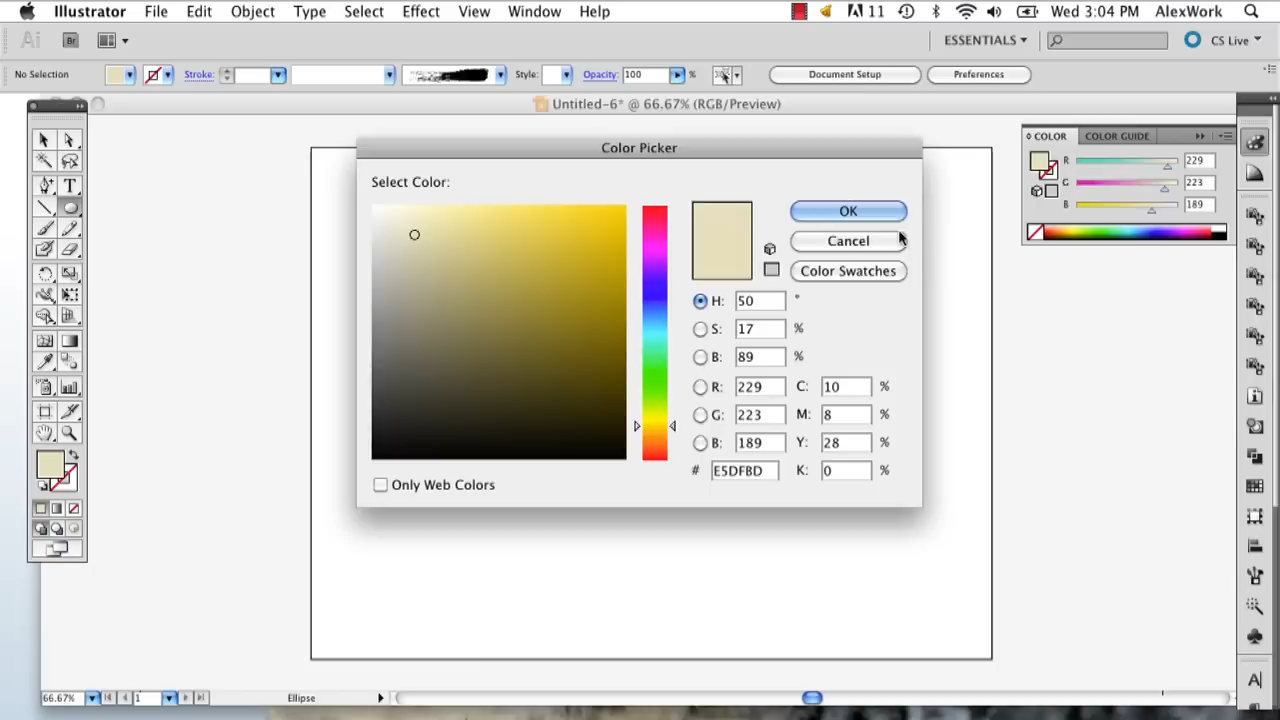 Illustrator File Edit Object Type Select Effect View Window Help 11 Wed 3:04 PM AlexWork
Ai Br ESSENTIALS CS Live
No Selection Stroke: Style: Opacity: 100 % Document Setup Preferences
Untitled-6* @ 66.67% (RGB/Preview)
COLOR COLOR GUIDE
R 229
G 223
B 189
Color Picker
Select Color:
OK
Cancel
Color Swatches
H: 50 °
S: 17 %
B: 89 %
R: 229 C: 10 %
G: 223 M: 8 %
B: 189 Y: 28 %
# E5DFBD K: 0 %
Only Web Colors
T
A
66.67% 1 Ellipse